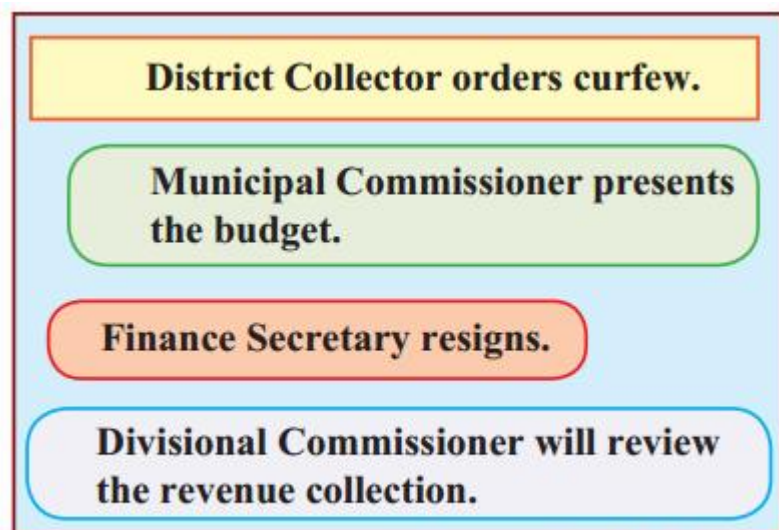 District Collector orders curfew.
Municipal Commissioner presents
the budget.
Finance Secretary resigns.
Divisional Commissioner will review
the revenue collection.